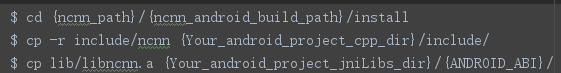 $ cd {ncnn_path}/{ncnn_android_build_path}/install
$ cp -r include/ncnn {Your_android_project_cpp_dir}/include/
$ cp lib/libncnn.a {Your_android_project_jniLibs_dir}/{ANDROID_ABI}/